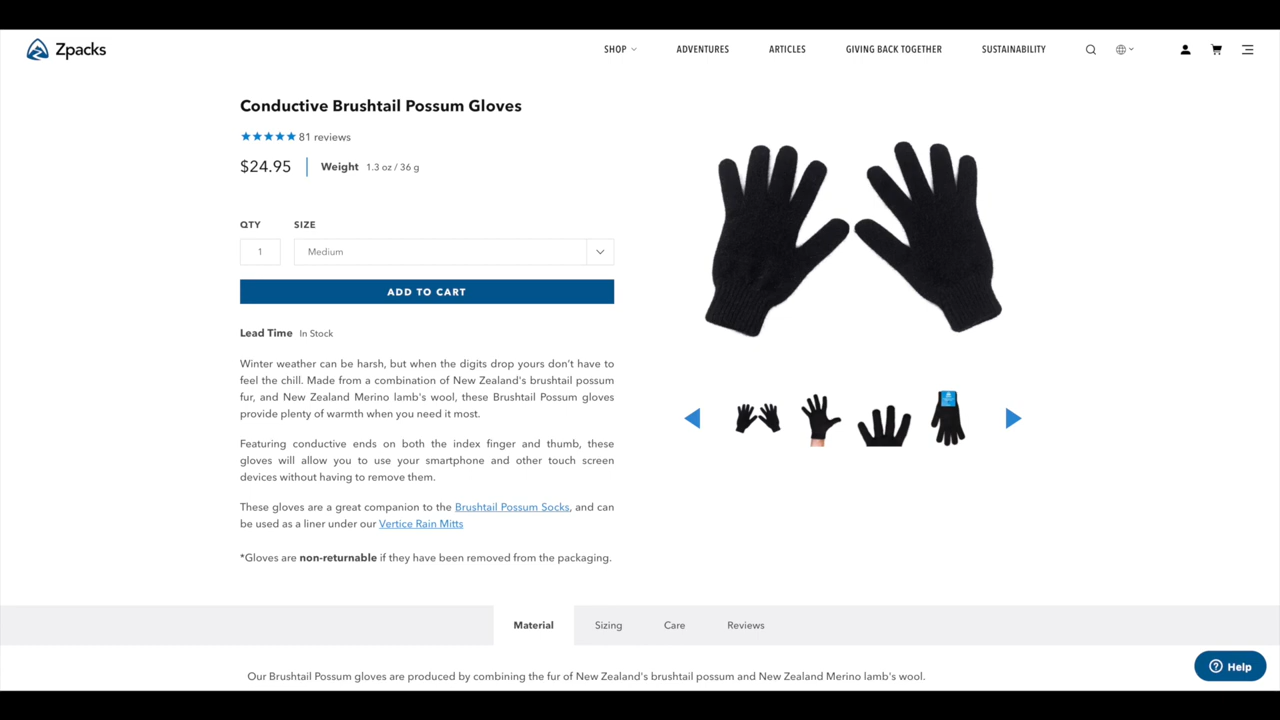 Zpacks
SHOP
ADVENTURES
ARTICLES
GIVING BACK TOGETHER
SUSTAINABILITY
Conductive Brushtail Possum Gloves
81 reviews
$24.95
Weight 1.3 oz / 36 g
QTY
SIZE
1
Medium
ADD TO CART
Lead Time In Stock
Winter weather can be harsh, but when the digits drop yours don't have to
feel the chill. Made from a combination of New Zealand's brushtail possum
fur, and New Zealand Merino lamb's wool, these Brushtail Possum gloves
provide plenty of warmth when you need it most.
Featuring conductive ends on both the index finger and thumb, these
gloves will allow you to use your smartphone and other touch screen
devices without having to remove them.
These gloves are a great companion to the Brushtail Possum Socks, and can
be used as a liner under our Vertice Rain Mitts
*Gloves are non-returnable if they have been removed from the packaging.
Material
Sizing
Care
Reviews
Our Brushtail Possum gloves are produced by combining the fur of New Zealand's brushtail possum and New Zealand Merino lamb's wool.
Help